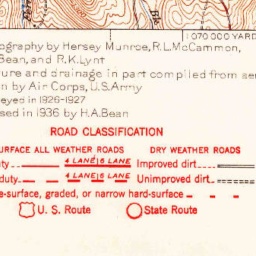 1 070 000 YARD
ography by Hersey Munroe, R.L.McCammon,
Bean, and R.K.Lynt
ure and drainage in part compiled from aer
n by Air Corps, U.S.Army
eyed in 1926-1927
sed in 1936 by H.A.Bean
ROAD CLASSIFICATION
SURFACE ALL WEATHER ROADS DRY WEATHER ROADS
ty 4 LANE 6 LANE Improved dirt
duty 4 LANE 6 LANE Unimproved dirt
e-surface, graded, or narrow hard-surface
U.S. Route State Route